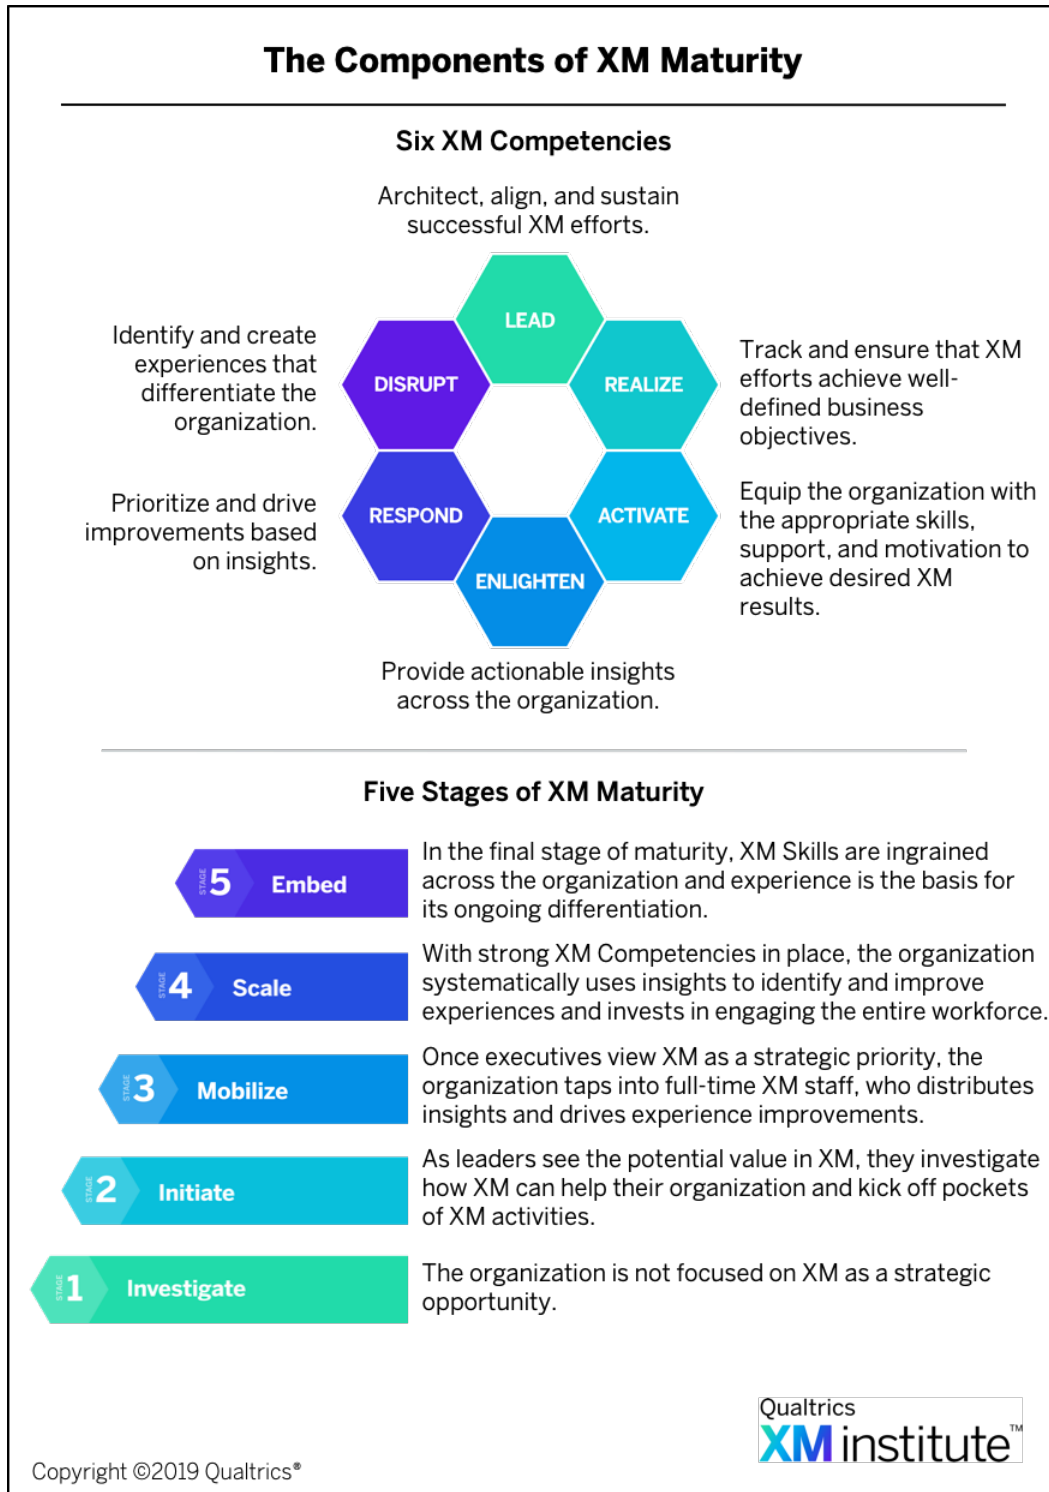 The Components of XM Maturity
Six XM Competencies
Architect, align, and sustain
successful XM efforts.
LEAD
Identify and create
experiences that
differentiate the
organization.
DISRUPT
REALIZE
Track and ensure that XM
efforts achieve well-
defined business
objectives.
Prioritize and drive
improvements based
on insights.
RESPOND
ACTIVATE
Equip the organization with
the appropriate skills,
support, and motivation to
achieve desired XM
results.
ENLIGHTEN
Provide actionable insights
across the organization.
Five Stages of XM Maturity
STAGE 5 Embed
In the final stage of maturity, XM Skills are ingrained
across the organization and experience is the basis for
its ongoing differentiation.
STAGE 4 Scale
With strong XM Competencies in place, the organization
systematically uses insights to identify and improve
experiences and invests in engaging the entire workforce.
STAGE 3 Mobilize
Once executives view XM as a strategic priority, the
organization taps into full-time XM staff, who distributes
insights and drives experience improvements.
STAGE 2 Initiate
As leaders see the potential value in XM, they investigate
how XM can help their organization and kick off pockets
of XM activities.
STAGE 1 Investigate
The organization is not focused on XM as a strategic
opportunity.
Qualtrics
XM institute™
Copyright ©2019 Qualtrics®